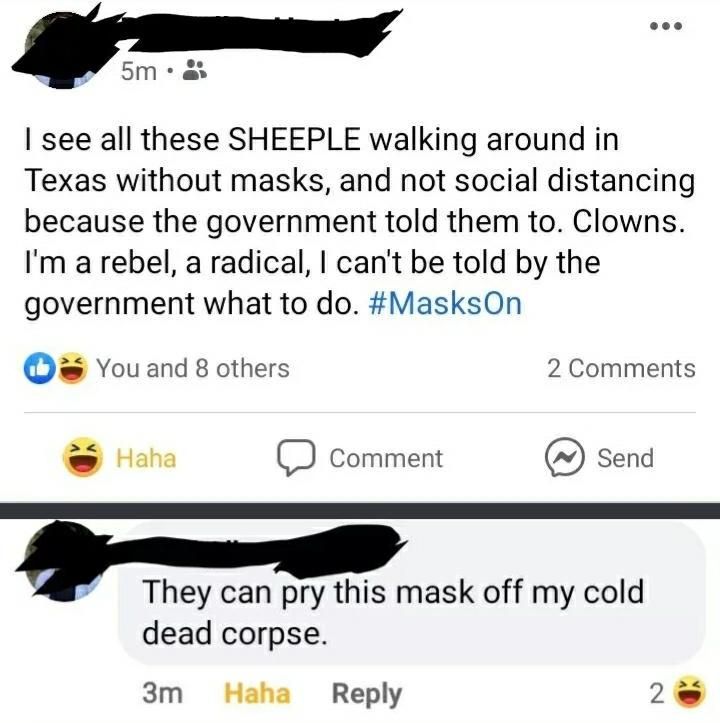 5m ·
I see all these SHEEPLE walking around in
Texas without masks, and not social distancing
because the government told them to. Clowns.
I'm a rebel, a radical, I can't be told by the
government what to do. #MasksOn
You and 8 others 2 Comments
Haha Comment Send
They can pry this mask off my cold
dead corpse.
3m Haha Reply 2